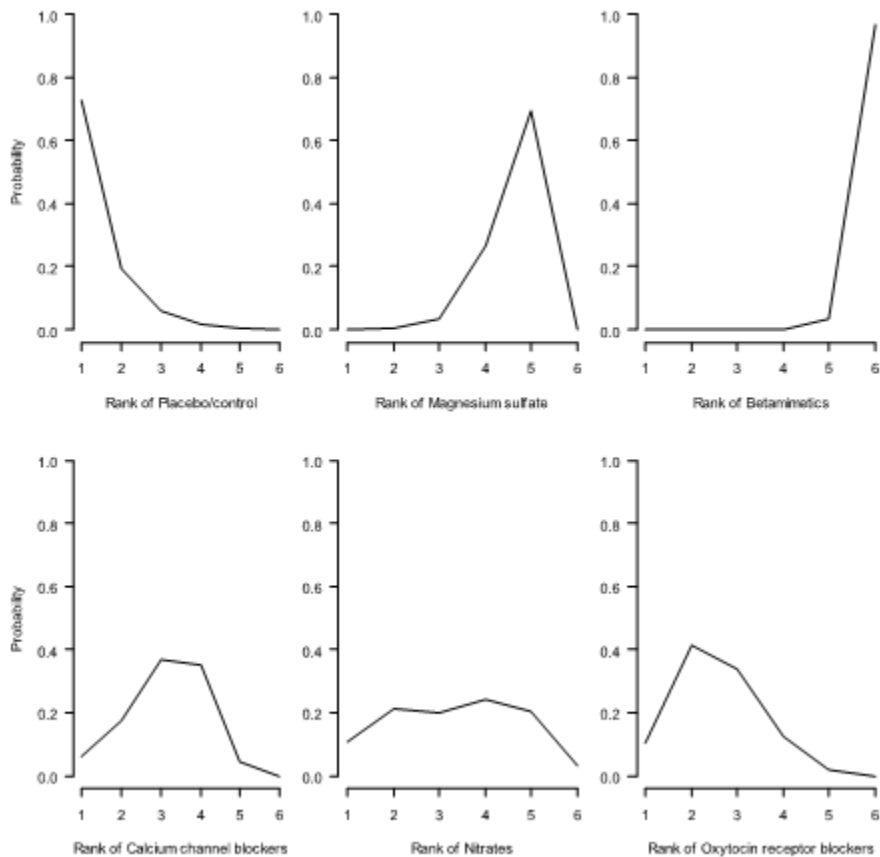 1.0 1.0 1.0
0.8 0.8 0.8
0.6 0.6 0.6
Probability
0.4 0.4 0.4
0.2 0.2 0.2
0.0 0.0 0.0
1 2 3 4 5 6 1 2 3 4 5 6 1 2 3 4 5 6
Rank of Placebo/control Rank of Magnesium sulfate Rank of Betamimetics
1.0 1.0 1.0
0.8 0.8 0.8
0.6 0.6 0.6
Probability
0.4 0.4 0.4
0.2 0.2 0.2
0.0 0.0 0.0
1 2 3 4 5 6 1 2 3 4 5 6 1 2 3 4 5 6
Rank of Calcium channel blockers Rank of Nitrates Rank of Oxytocin receptor blockers